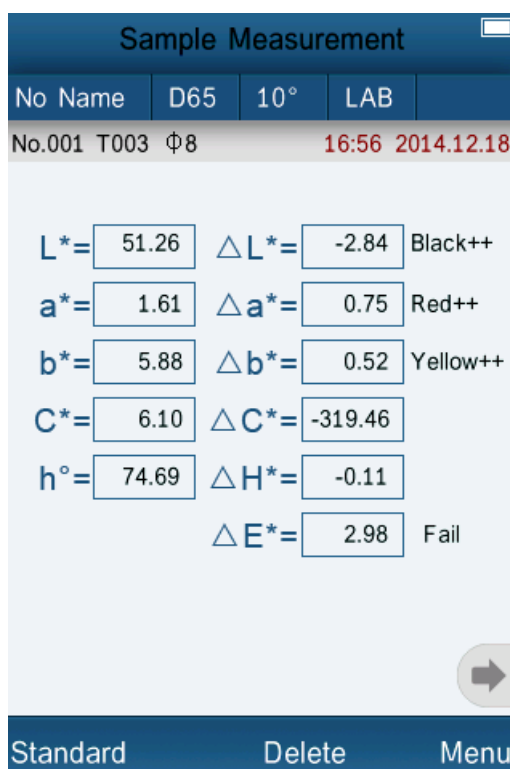 Sample Measurement
No Name D65 10° LAB
No.001 T003 Φ8 16:56 2014.12.18
L*= 51.26 △L*= -2.84 Black++
a*= 1.61 △a*= 0.75 Red++
b*= 5.88 △b*= 0.52 Yellow++
C*= 6.10 △C*= -319.46
h°= 74.69 △H*= -0.11
△E*= 2.98 Fail
Standard Delete Menu